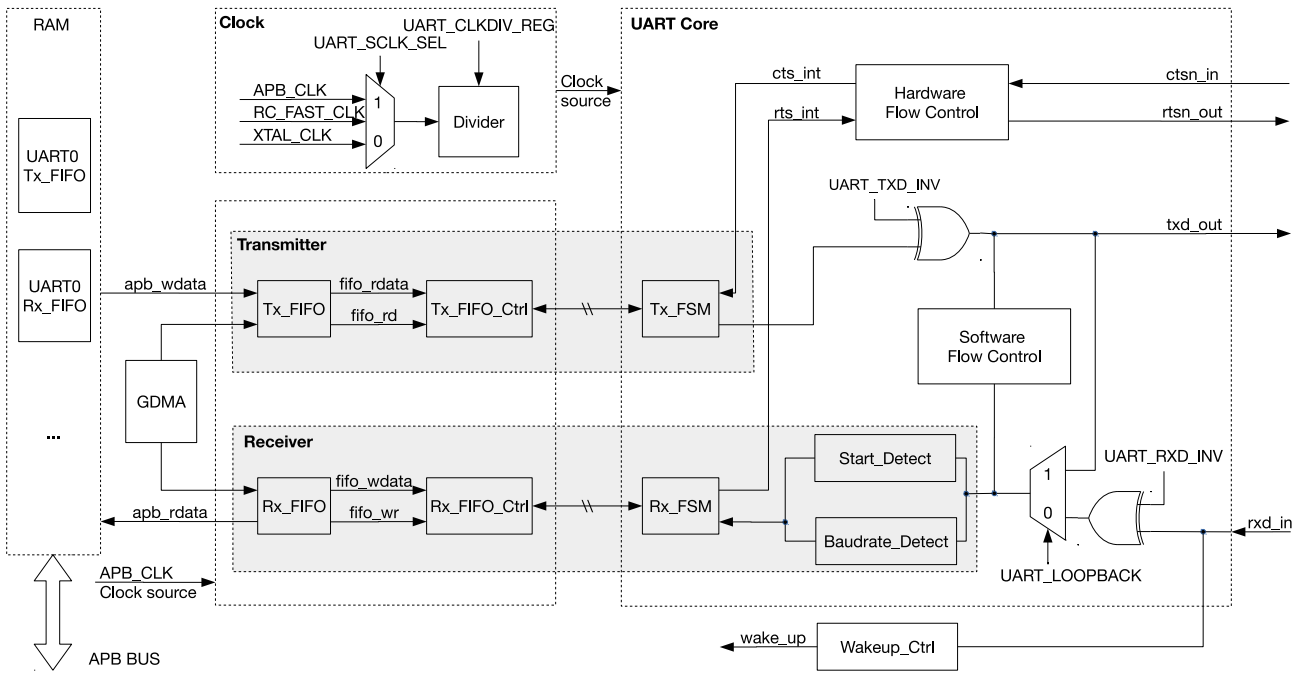 RAM
UART0
Tx_FIFO
UART0
Rx_FIFO
...
APB BUS
Clock
UART_CLKDIV_REG
UART_SCLK_SEL
APB_CLK
RC_FAST_CLK
XTAL_CLK
1
0
Divider
Clock
source
UART Core
cts_int
rts_int
Hardware
Flow Control
ctsn_in
rtsn_out
UART_TXD_INV
txd_out
Transmitter
apb_wdata
Tx_FIFO
fifo_rdata
fifo_rd
Tx_FIFO_Ctrl
\\
Tx_FSM
Software
Flow Control
GDMA
Receiver
apb_rdata
Rx_FIFO
fifo_wdata
fifo_wr
Rx_FIFO_Ctrl
\\
Rx_FSM
Start_Detect
Baudrate_Detect
1
0
UART_RXD_INV
rxd_in
UART_LOOPBACK
APB_CLK
Clock source
wake_up
Wakeup_Ctrl